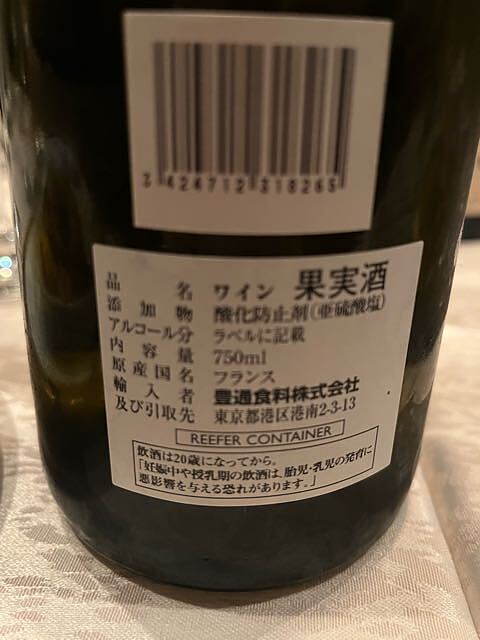 3 424712 318265
品名 ワイン 果実酒
添加物 酸化防止剤(亜硫酸塩)
アルコール分 ラベルに記載
内容量 750ml
原産国名 フランス
輸入者 豊通食料株式会社
及び引取先 東京都港区港南2-3-13
REEFER CONTAINER
飲酒は20歳になってから。
「妊娠中や授乳期の飲酒は、胎児・乳児の発育に
悪影響を与える恐れがあります。」